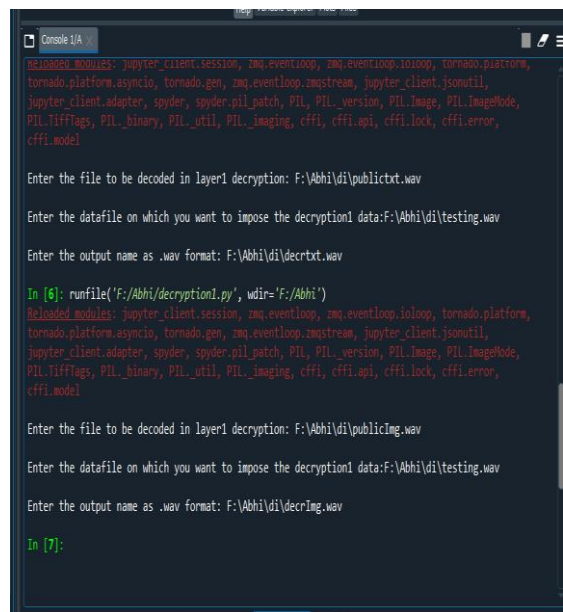 Help Variable Explorer Plots Files
Console 1/A
Reloaded modules: jupyter_client.session, zmq.eventloop, zmq.eventloop.ioloop, tornado.platform,
tornado.platform.asyncio, tornado.gen, zmq.eventloop.zmqstream, jupyter_client.jsonutil,
jupyter_client.adapter, spyder, spyder.pil_patch, PIL, PIL._version, PIL.Image, PIL.ImageMode,
PIL.TiffTags, PIL._binary, PIL._util, PIL._imaging, cffi, cffi.api, cffi.lock, cffi.error,
cffi.model
Enter the file to be decoded in layer1 decryption: F:\Abhi\di\publictxt.wav
Enter the datafile on which you want to impose the decryption1 data:F:\Abhi\di\testing.wav
Enter the output name as .wav format: F:\Abhi\di\decrtxt.wav
In [6]: runfile('F:/Abhi/decryption1.py', wdir='F:/Abhi')
Reloaded modules: jupyter_client.session, zmq.eventloop, zmq.eventloop.ioloop, tornado.platform,
tornado.platform.asyncio, tornado.gen, zmq.eventloop.zmqstream, jupyter_client.jsonutil,
jupyter_client.adapter, spyder, spyder.pil_patch, PIL, PIL._version, PIL.Image, PIL.ImageMode,
PIL.TiffTags, PIL._binary, PIL._util, PIL._imaging, cffi, cffi.api, cffi.lock, cffi.error,
cffi.model
Enter the file to be decoded in layer1 decryption: F:\Abhi\di\publicImg.wav
Enter the datafile on which you want to impose the decryption1 data:F:\Abhi\di\testing.wav
Enter the output name as .wav format: F:\Abhi\di\decrImg.wav
In [7]: